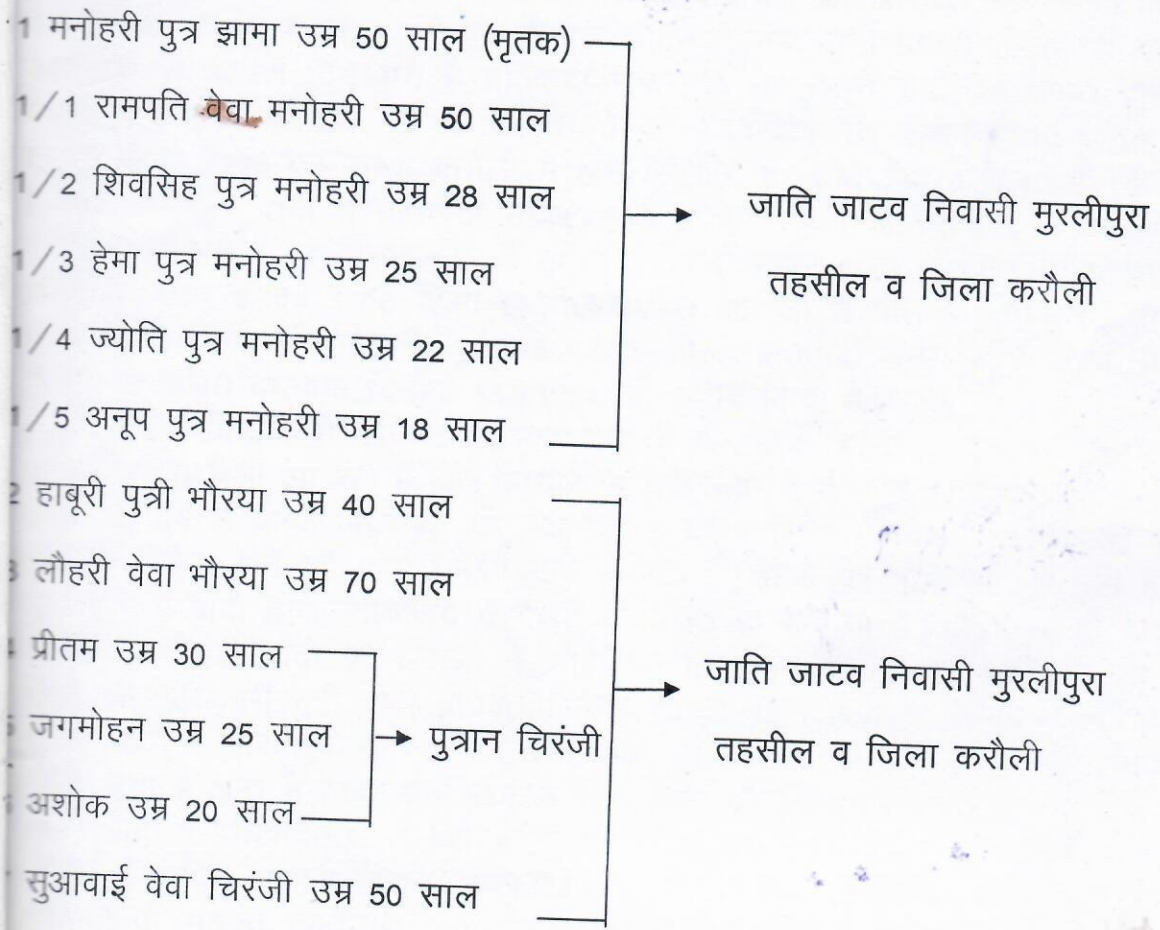 1 मनोहरी पुत्र झामा उम्र 50 साल (मृतक)
1/1 रामपति वेवा मनोहरी उम्र 50 साल
1/2 शिवसिह पुत्र मनोहरी उम्र 28 साल
जाति जाटव निवासी मुरलीपुरा
1/3 हेमा पुत्र मनोहरी उम्र 25 साल
तहसील व जिला करौली
1/4 ज्योति पुत्र मनोहरी उम्र 22 साल
1/5 अनूप पुत्र मनोहरी उम्र 18 साल
2 हाबूरी पुत्री भौरया उम्र 40 साल
3 लौहरी वेवा भौरया उम्र 70 साल
प्रीतम उम्र 30 साल
जाति जाटव निवासी मुरलीपुरा
5 जगमोहन उम्र 25 साल पुत्रान चिरंजी
तहसील व जिला करौली
अशोक उम्र 20 साल
सुआवाई वेवा चिरंजी उम्र 50 साल